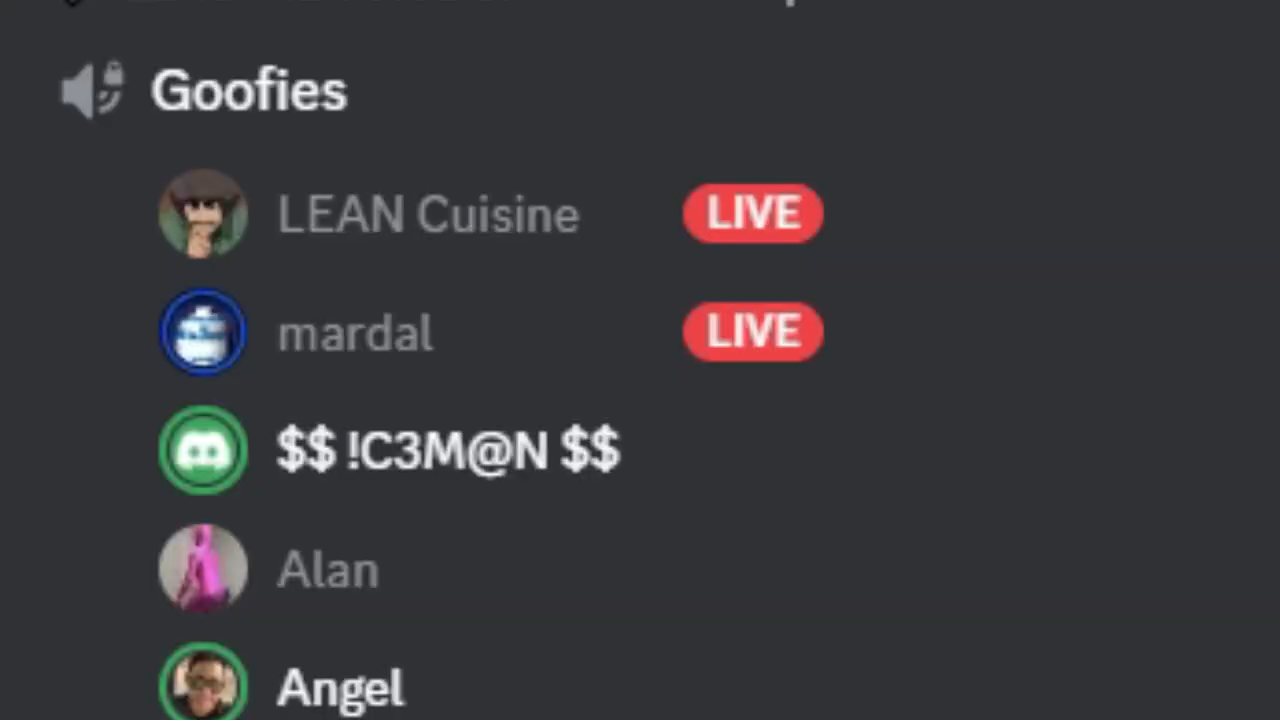 Goofies
LEAN Cuisine LIVE
mardal LIVE
$$ !C3M@N $$
Alan
Angel